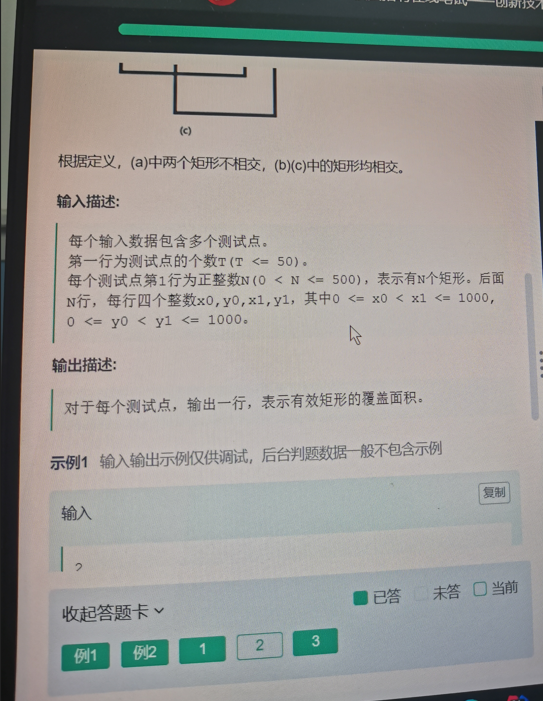 (c)
根据定义，(a)中两个矩形不相交，(b)(c)中的矩形均相交。
输入描述:
每个输入数据包含多个测试点。
第一行为测试点的个数T(T <= 50)。
每个测试点第1行为正整数N(0 < N <= 500)，表示有N个矩形。后面
N行，每行四个整数x0,y0,x1,y1，其中0 <= x0 < x1 <= 1000,
0 <= y0 < y1 <= 1000。
输出描述:
对于每个测试点，输出一行，表示有效矩形的覆盖面积。
示例1 输入输出示例仅供调试，后台判题数据一般不包含示例
复制
输入
2
收起答题卡
已答 未答 当前
例1 例2 1 2 3